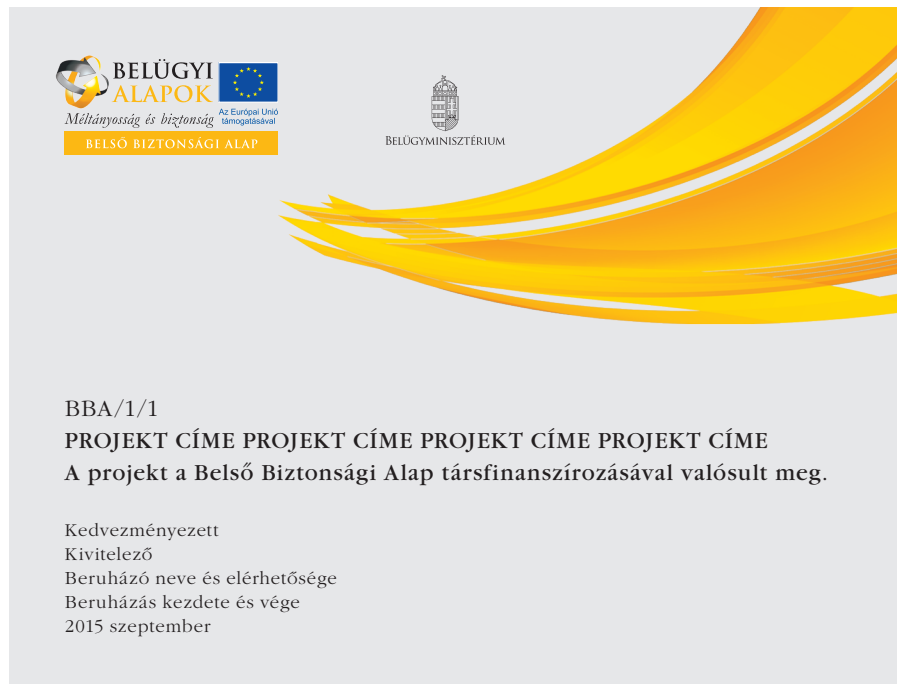 BELÜGYI
ALAPOK
Méltányosság és biztonság
Az Európai Unió
támogatásával
BELSŐ BIZTONSÁGI ALAP
BELÜGYMINISZTÉRIUM
BBA/1/1
PROJEKT CÍME PROJEKT CÍME PROJEKT CÍME PROJEKT CÍME
A projekt a Belső Biztonsági Alap társfinanszírozásával valósult meg.
Kedvezményezett
Kivitelező
Beruházó neve és elérhetősége
Beruházás kezdete és vége
2015 szeptember